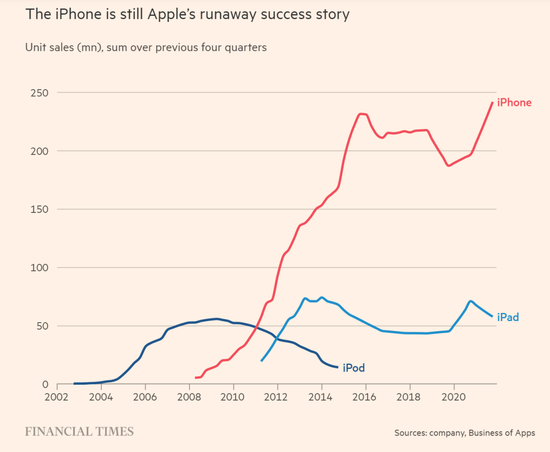 The iPhone is still Apple’s runaway success story
Unit sales (mn), sum over previous four quarters
250
200
150
100
50
0
iPhone
iPad
iPod
2002 2004 2006 2008 2010 2012 2014 2016 2018 2020
FINANCIAL TIMES
Sources: company, Business of Apps